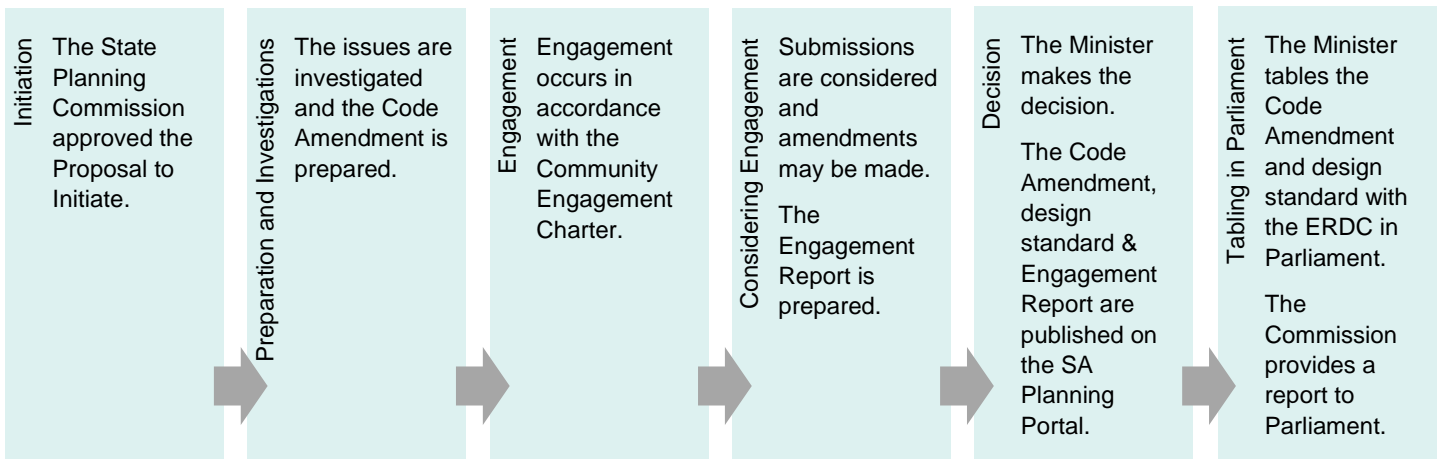 Initiation
The State
Planning
Commission
approved the
Proposal to
Initiate.
Preparation and Investigations
The issues are
investigated
and the Code
Amendment is
prepared.
Engagement
Engagement
occurs in
accordance
with the
Community
Engagement
Charter.
Considering Engagement
Submissions
are considered
and
amendments
may be made.
The
Engagement
Report is
prepared.
Decision
The Minister
makes the
decision.
The Code
Amendment,
design
standard &
Engagement
Report are
published on
the SA
Planning
Portal.
Tabling in Parliament
The Minister
tables the
Code
Amendment
and design
standard with
the ERDC in
Parliament.
The
Commission
provides a
report to
Parliament.